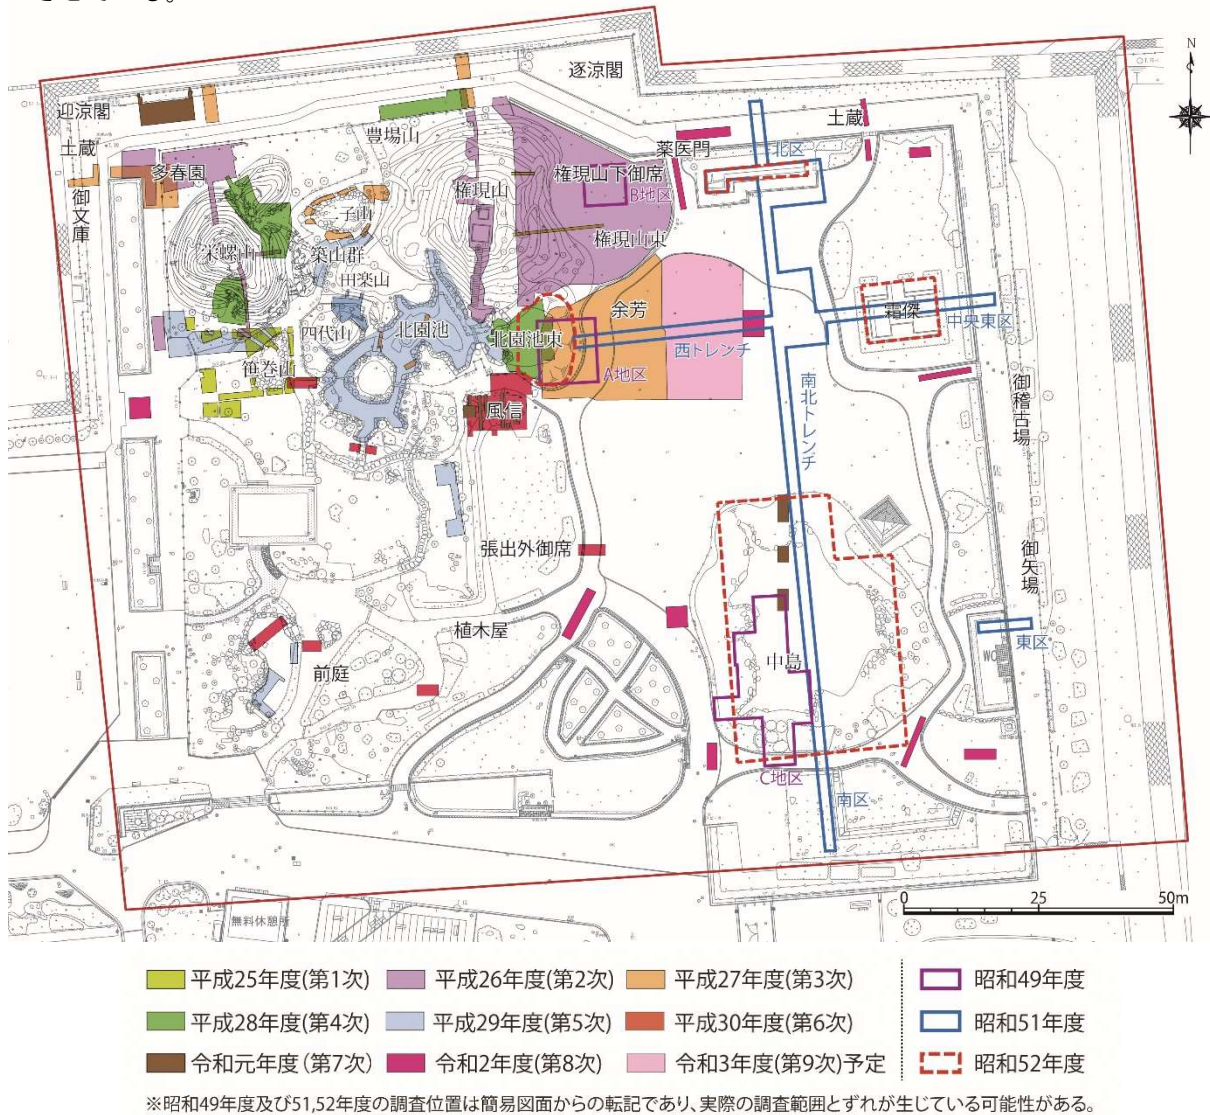 逐涼閣
N
迎涼閣
豊場山
土蔵
薬医門
北区
土蔵
多春園
権現山
権現山下御席
B地区
御文庫
二子山
権現山東
栄螺山
築山群
田楽山
余芳
霜傑
中央東区
四代山
北園池
北園池東
西トレンチ
笹巻山
A地区
風信
南北トレンチ
御稽古場
張出外御席
御矢場
植木屋
東区
前庭
中島
WC
C地区
南区
0 25 50m
無料休憩所
平成25年度(第1次) 平成26年度(第2次) 平成27年度(第3次) 昭和49年度
平成28年度(第4次) 平成29年度(第5次) 平成30年度(第6次) 昭和51年度
令和元年度(第7次) 令和2年度(第8次) 令和3年度(第9次)予定 昭和52年度
※昭和49年度及び51,52年度の調査位置は簡易図面からの転記であり、実際の調査範囲とずれが生じている可能性がある。